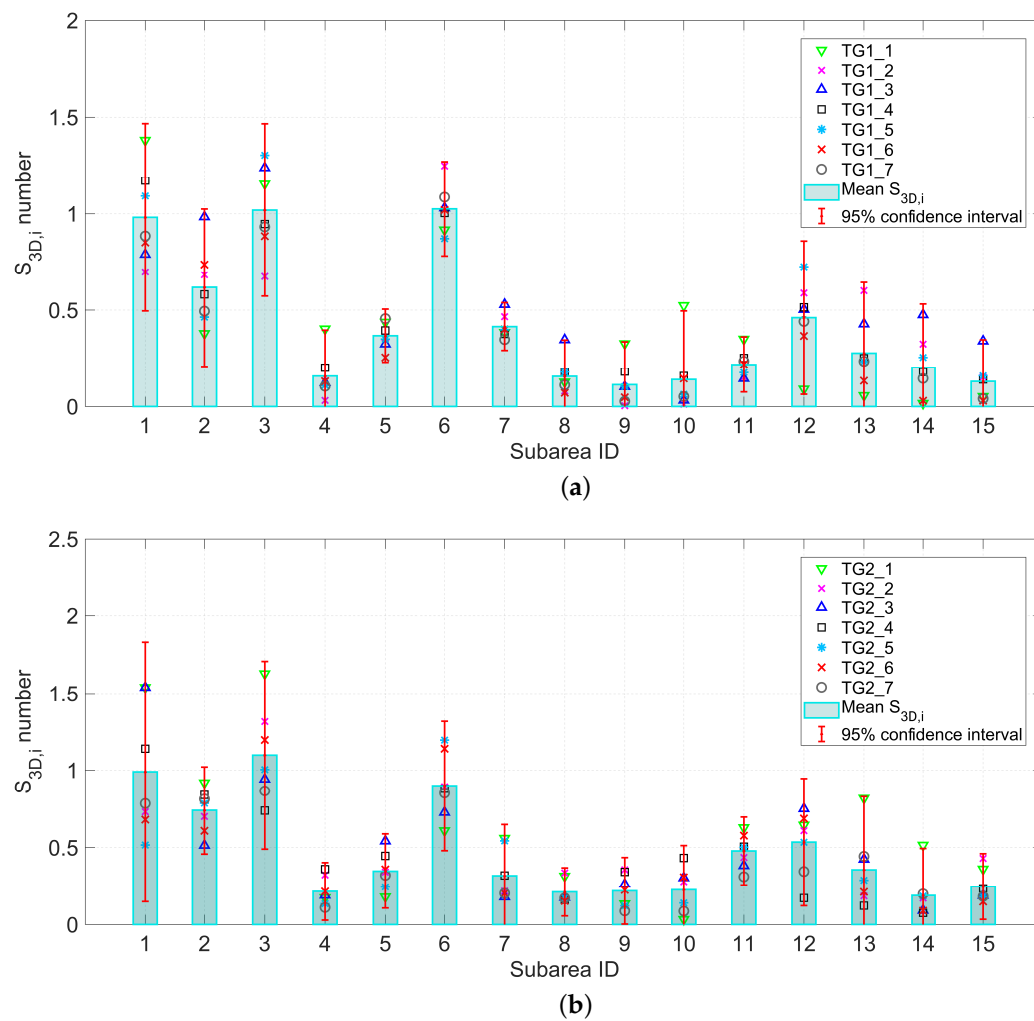 2
1.5
1
0.5
0
S3D,i number
TG1_1
TG1_2
TG1_3
TG1_4
TG1_5
TG1_6
TG1_7
Mean S3D,i
95% confidence interval
1 2 3 4 5 6 7 8 9 10 11 12 13 14 15
Subarea ID
(a)
2.5
2
1.5
1
0.5
0
S3D,i number
TG2_1
TG2_2
TG2_3
TG2_4
TG2_5
TG2_6
TG2_7
Mean S3D,i
95% confidence interval
1 2 3 4 5 6 7 8 9 10 11 12 13 14 15
Subarea ID
(b)